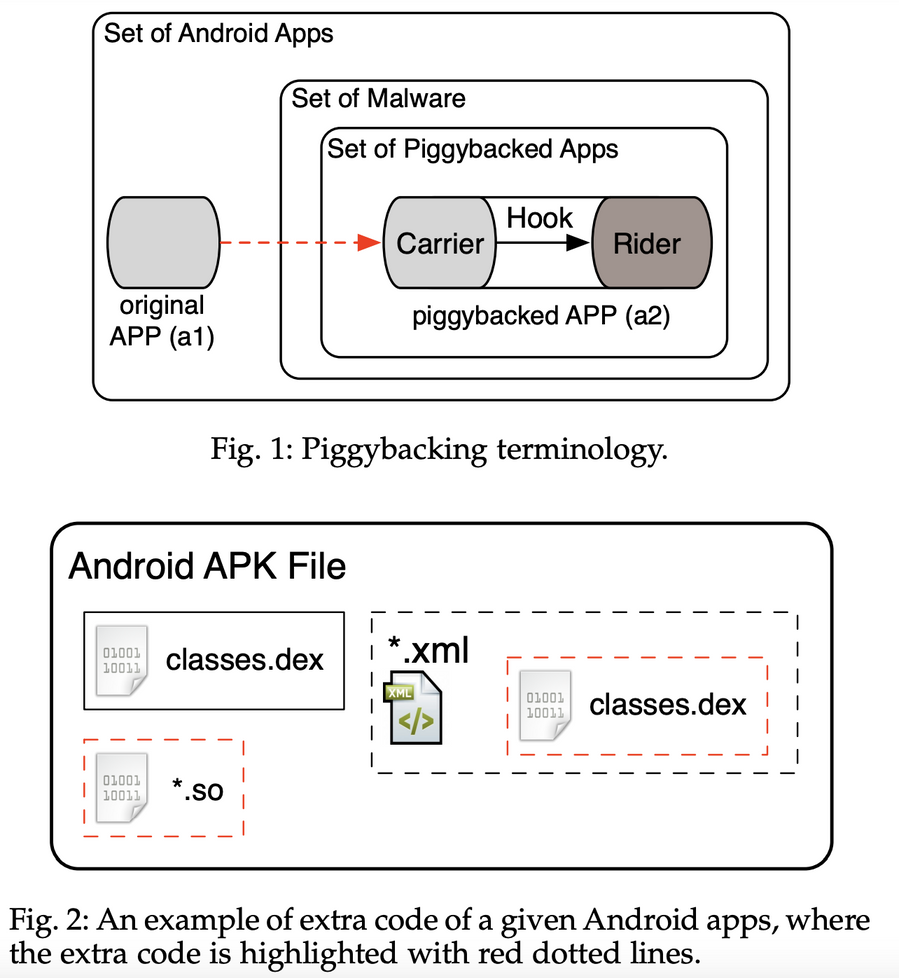 Set of Android Apps
Set of Malware
Set of Piggybacked Apps
Hook
Carrier
Rider
original
APP (a1)
piggybacked APP (a2)
Fig. 1: Piggybacking terminology.
Android APK File
01001
10011
classes.dex
*.xml
XML
</>
01001
10011
classes.dex
01001
10011
*.so
Fig. 2: An example of extra code of a given Android apps, where
the extra code is highlighted with red dotted lines.